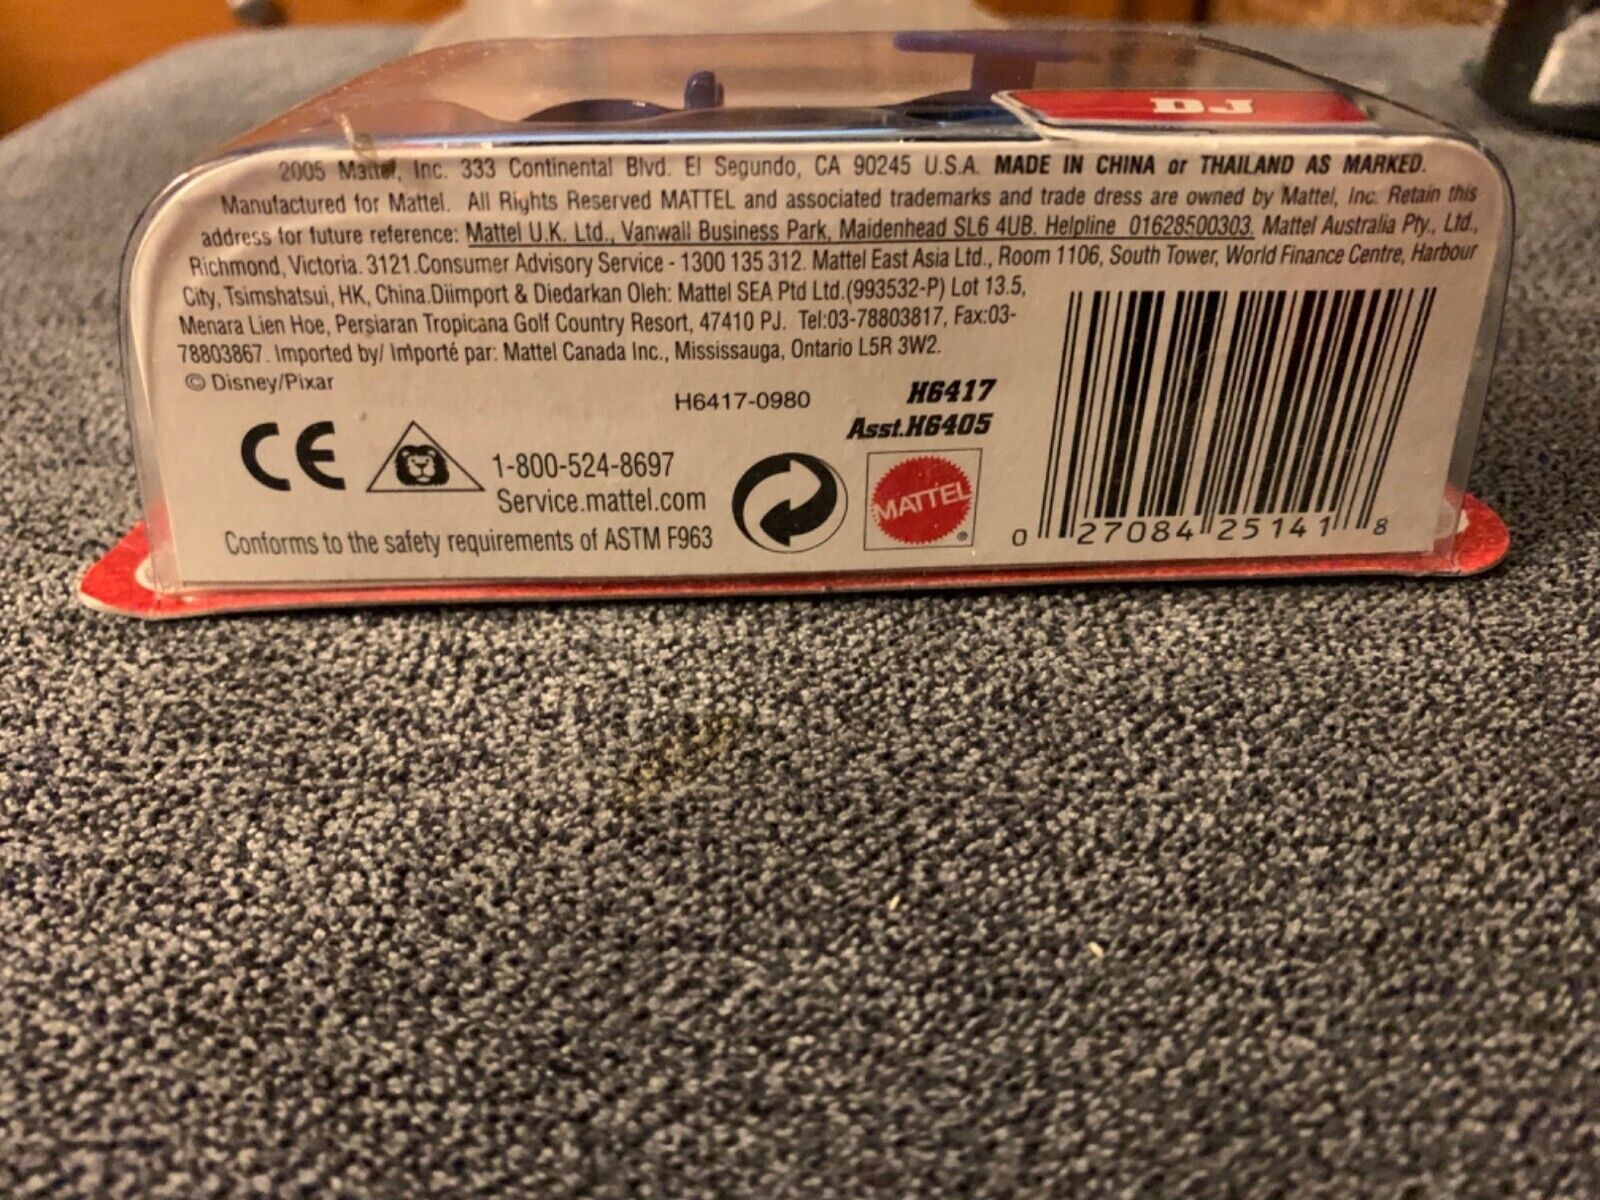 DJ
2005 Mattel, Inc. 333 Continental Blvd. El Segundo, CA 90245 U.S.A. MADE IN CHINA or THAILAND AS MARKED.
Manufactured for Mattel. All Rights Reserved MATTEL and associated trademarks and trade dress are owned by Mattel, Inc. Retain this
address for future reference: Mattel U.K. Ltd., Vanwall Business Park, Maidenhead SL6 4UB. Helpline 01628500303. Mattel Australia Pty., Ltd.,
Richmond, Victoria. 3121.Consumer Advisory Service - 1300 135 312. Mattel East Asia Ltd., Room 1106, South Tower, World Finance Centre, Harbour
City, Tsimshatsui, HK, China.Diimport & Diedarkan Oleh: Mattel SEA Ptd Ltd.(993532-P) Lot 13.5,
Menara Lien Hoe, Persiaran Tropicana Golf Country Resort, 47410 PJ. Tel:03-78803817, Fax:03-
78803867. Imported by/ Importé par: Mattel Canada Inc., Mississauga, Ontario L5R 3W2.
© Disney/Pixar
H6417-0980
H6417
Asst.H6405
CE
1-800-524-8697
Service.mattel.com
Conforms to the safety requirements of ASTM F963
MATTEL®
0 27084 25141 8